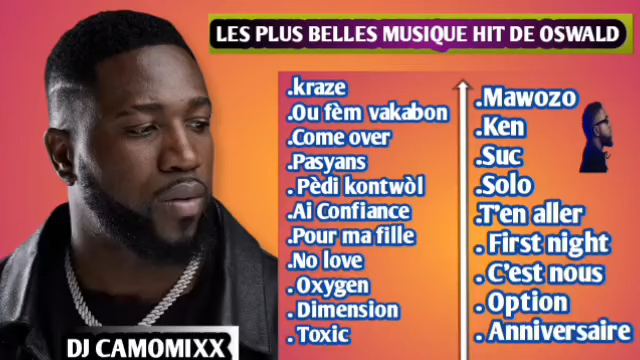 LES PLUS BELLES MUSIQUE HIT DE OSWALD
.kraze
.Ou fèm vakabon
.Come over
.Pasyans
. Pèdi kontwòl
.Ai Confiance
.Pour ma fille
.No love
. Oxygen
. Dimension
. Toxic
.Mawozo
.Ken
.Suc
.Solo
.T'en aller
. First night
. C'est nous
. Option
. Anniversaire
DJ CAMOMIXX